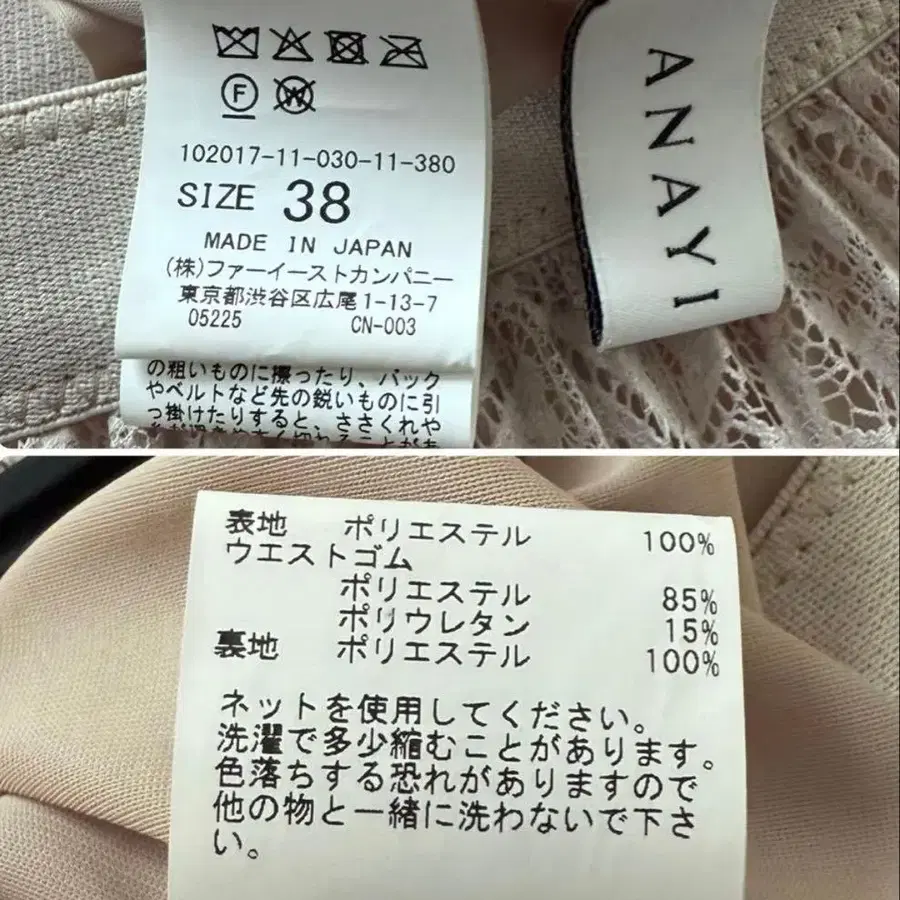 F
W
102017-11-030-11-380
SIZE 38
MADE IN JAPAN
(株)ファーイーストカンパニー
東京都渋谷区広尾1-13-7
05225 CN-003
の粗いものに擦ったり、バック
やベルトなど先の鋭いものに引
っ掛けたりすると、ささくれや
ANAYI
表地 ポリエステル 100%
ウエストゴム
ポリエステル 85%
ポリウレタン 15%
裏地 ポリエステル 100%
ネットを使用してください。
洗濯で多少縮むことがあります。
色落ちする恐れがありますので
他の物と一緒に洗わないで下さ
い。